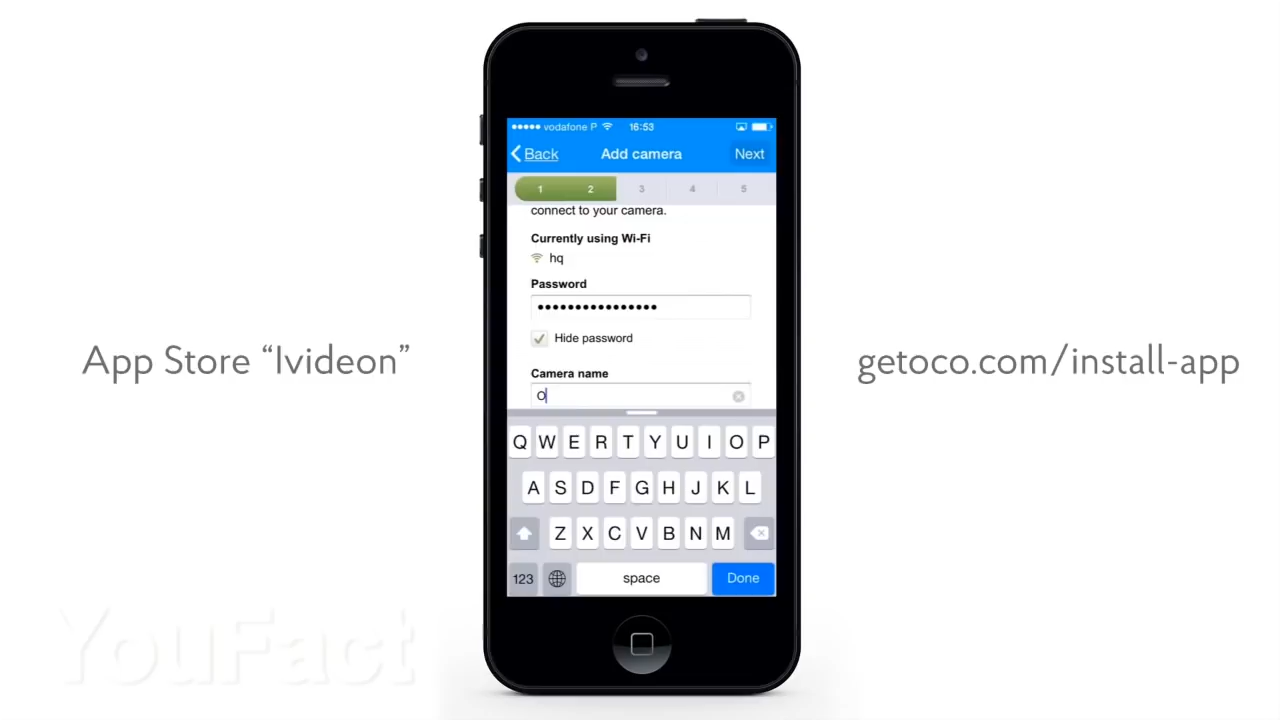 vodafone P 16:53
Back Add camera Next
1 2 3 4 5
connect to your camera.
Currently using Wi-Fi
hq
Password
••••••••••••••••
Hide password
Camera name
O
App Store “Ivideon”
getoco.com/install-app
Q W E R T Y U I O P
A S D F G H J K L
Z X C V B N M
123 space Done
YouFact